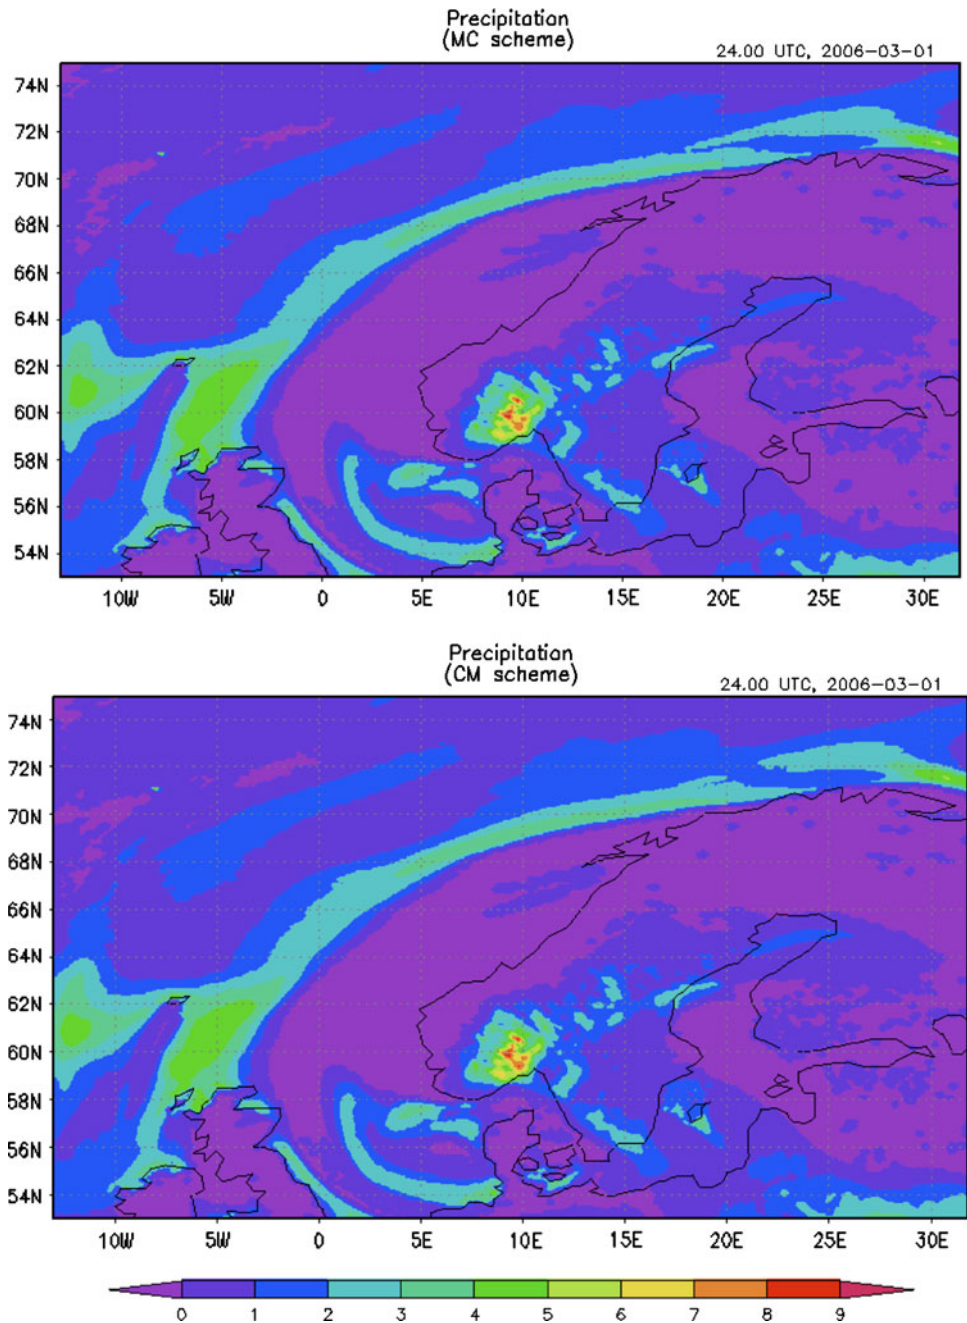 Precipitation
(MC scheme)
24.00 UTC, 2006-03-01
74N
72N
70N
68N
66N
64N
62N
60N
58N
56N
54N
10W 5W 0 5E 10E 15E 20E 25E 30E
Precipitation
(CM scheme)
24.00 UTC, 2006-03-01
74N
72N
70N
68N
66N
64N
62N
60N
58N
56N
54N
10W 5W 0 5E 10E 15E 20E 25E 30E
0 1 2 3 4 5 6 7 8 9